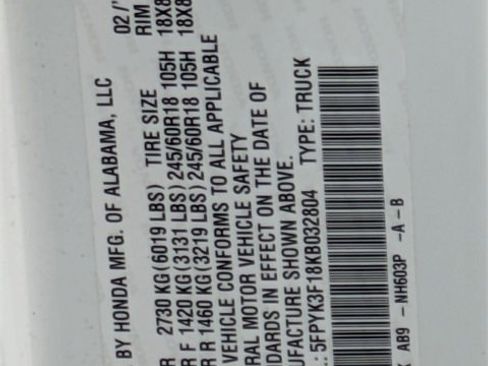 BY HONDA MFG. OF ALABAMA, LLC 02/
R 2730 KG(6019 LBS) TIRE SIZE RIM
R F 1420 KG(3131 LBS) 245/60R18 105H 18X8
R R 1460 KG(3219 LBS) 245/60R18 105H 18X8
VEHICLE CONFORMS TO ALL APPLICABLE
RAL MOTOR VEHICLE SAFETY
DARDS IN EFFECT ON THE DATE OF
UFACTURE SHOWN ABOVE.
: 5FPYK3F18KB032804 TYPE: TRUCK
K AB9 -NH603P -A-B